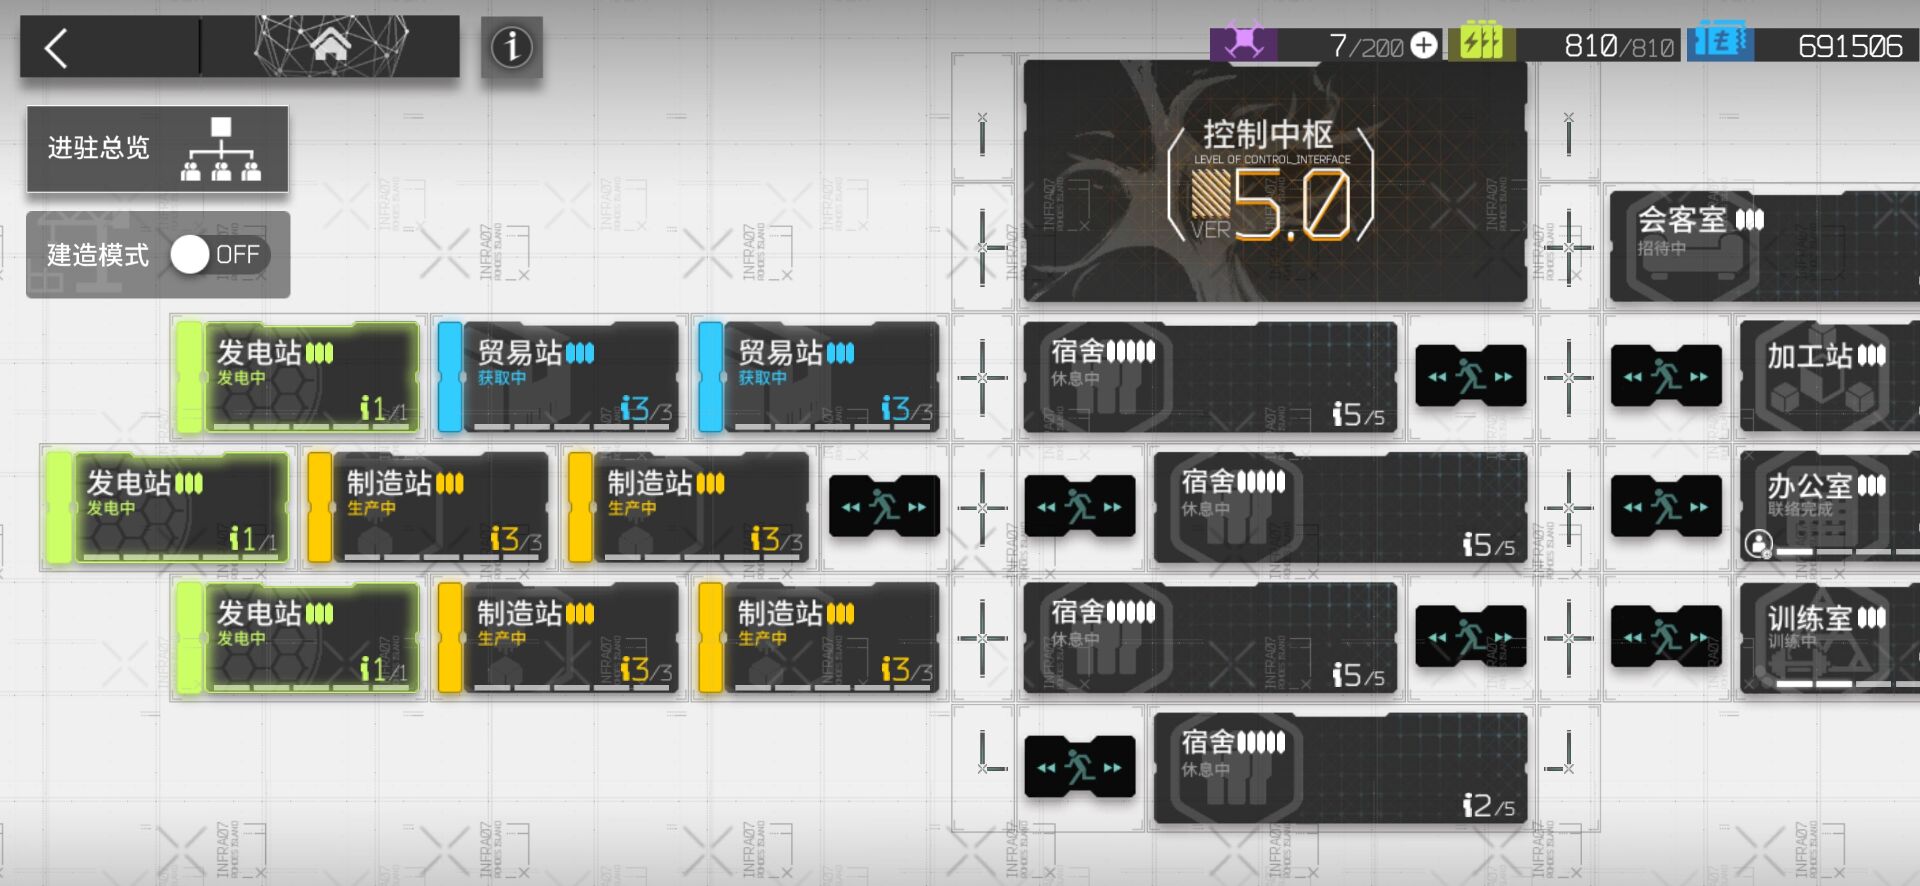 7/200
810/810
691506
进驻总览
建造模式
OFF
控制中枢
LEVEL OF CONTROL_INTERFACE
VER 5.0
会客室
招待中
发电站
发电中
1/1
贸易站
获取中
3/3
贸易站
获取中
3/3
宿舍
休息中
5/5
加工站
发电站
发电中
1/1
制造站
生产中
3/3
制造站
生产中
3/3
宿舍
休息中
5/5
办公室
联络完成
发电站
发电中
1/1
制造站
生产中
3/3
制造站
生产中
3/3
宿舍
休息中
5/5
训练室
训练中
宿舍
休息中
2/5
INFRA07
RHODES ISLAND